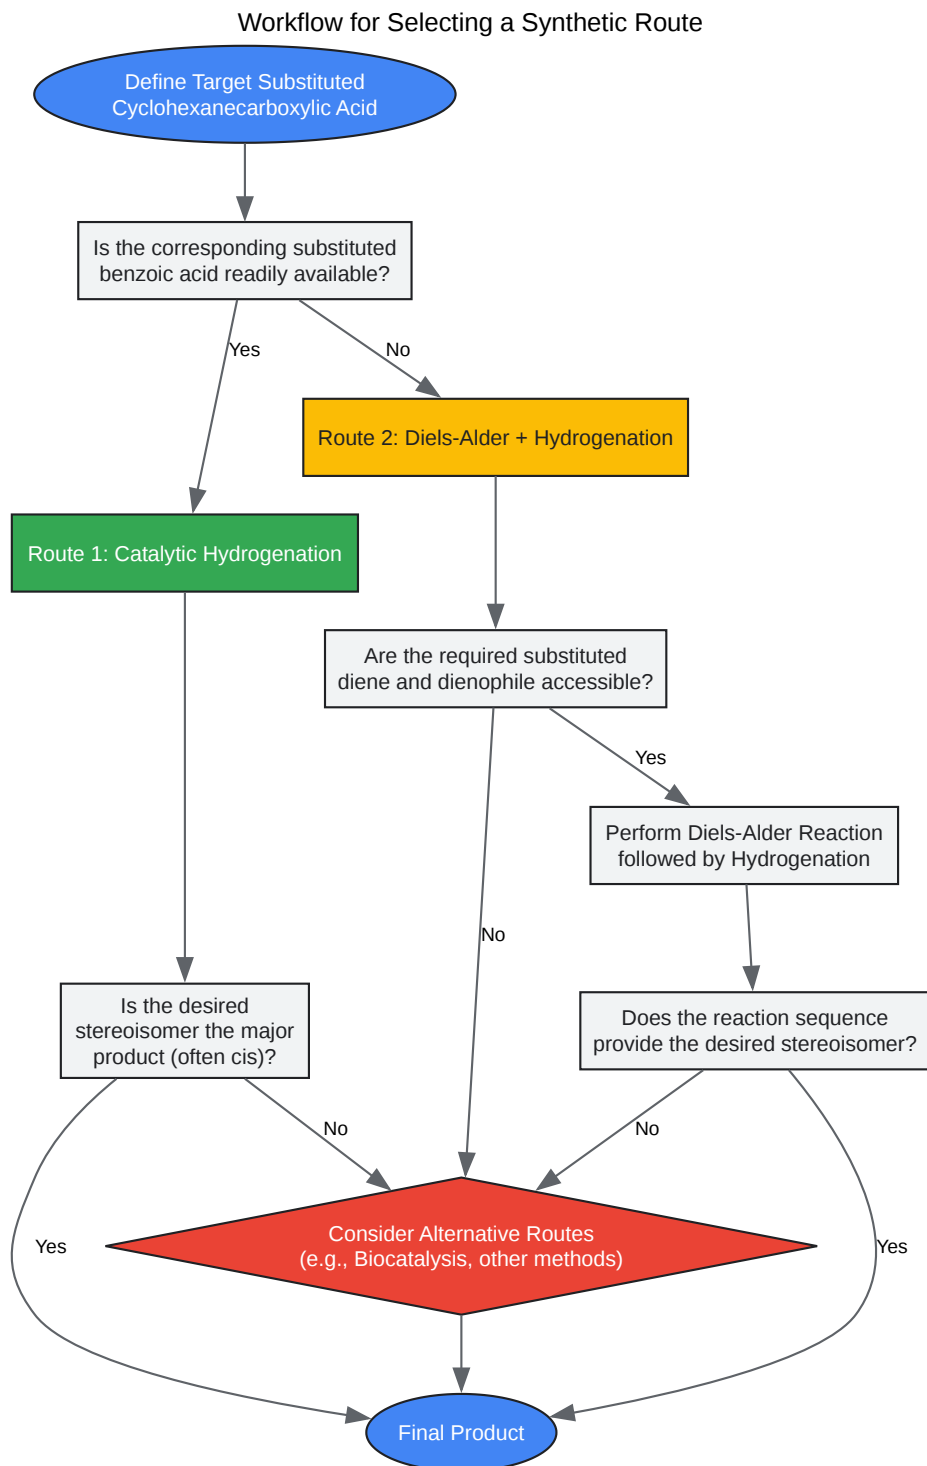 Workflow for Selecting a Synthetic Route
Define Target Substituted
Cyclohexanecarboxylic Acid
Is the corresponding substituted
benzoic acid readily available?
Yes
No
Route 2: Diels-Alder + Hydrogenation
Route 1: Catalytic Hydrogenation
Are the required substituted
diene and dienophile accessible?
Yes
Perform Diels-Alder Reaction
followed by Hydrogenation
No
Is the desired
stereoisomer the major
product (often cis)?
Does the reaction sequence
provide the desired stereoisomer?
No
No
Yes
Consider Alternative Routes
(e.g., Biocatalysis, other methods)
Yes
Final Product